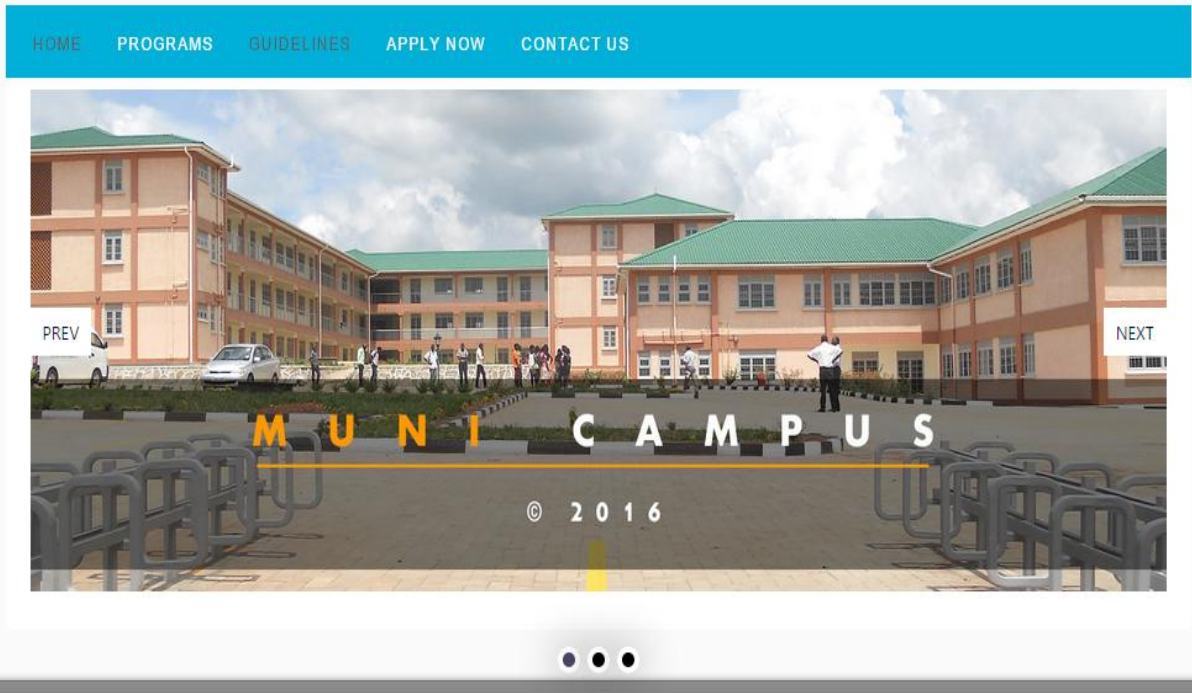 HOME PROGRAMS GUIDELINES APPLY NOW CONTACT US
PREV
NEXT
MUNI CAMPUS
© 2016